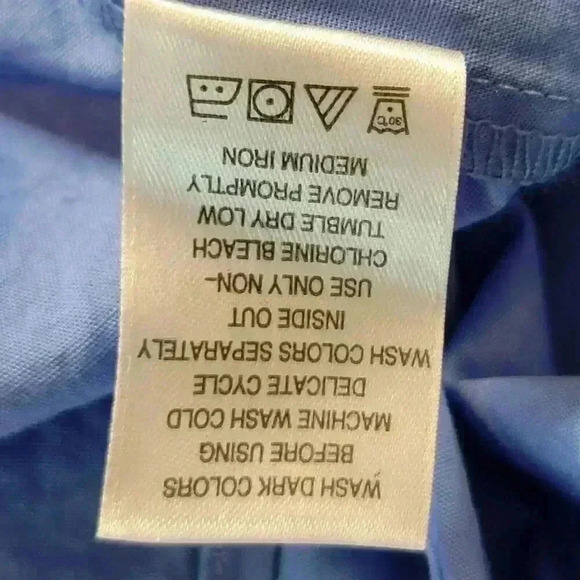 WASH DARK COLORS
BEFORE USING
MACHINE WASH COLD
DELICATE CYCLE
WASH COLORS SEPARATELY
INSIDE OUT
USE ONLY NON-
CHLORINE BLEACH
TUMBLE DRY LOW
REMOVE PROMPTLY
MEDIUM IRON
30°C